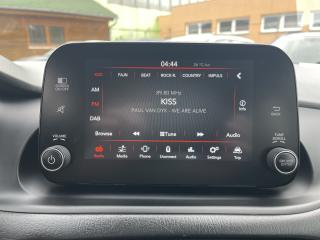 04:44
KISS FAJN BEAT ROCK R. COUNTRY IMPULS
AM
FM
DAB
89.80 MHz
KISS
PAUL VAN DYK - WE ARE ALIVE
Info
Browse Tune Audio
Radio Media Phone Uconnect Audio Settings Trip
VOLUME
TUNE
SCROLL